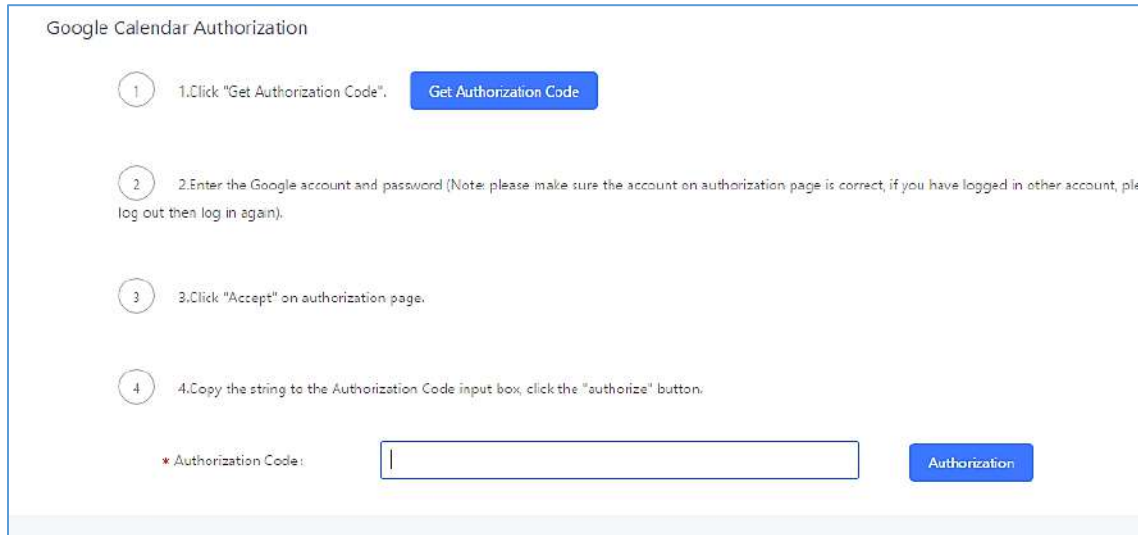 Google Calendar Authorization
1 1.Click "Get Authorization Code". Get Authorization Code
2 2.Enter the Google account and password (Note: please make sure the account on authorization page is correct, if you have logged in other account, ple
log out then log in again).
3 3.Click "Accept" on authorization page.
4 4.Copy the string to the Authorization Code input box, click the "authorize" button.
* Authorization Code: Authorization